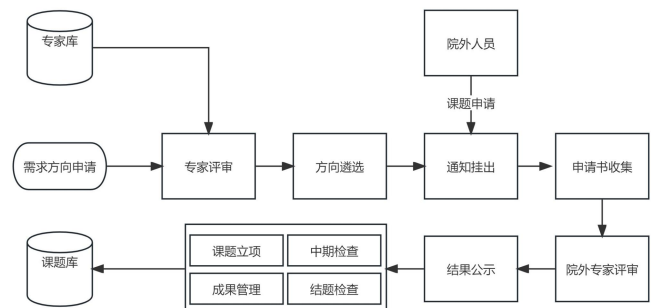 专家库
院外人员
课题申请
需求方向申请
专家评审
方向遴选
通知挂出
申请书收集
课题库
课题立项
中期检查
成果管理
结题检查
结果公示
院外专家评审